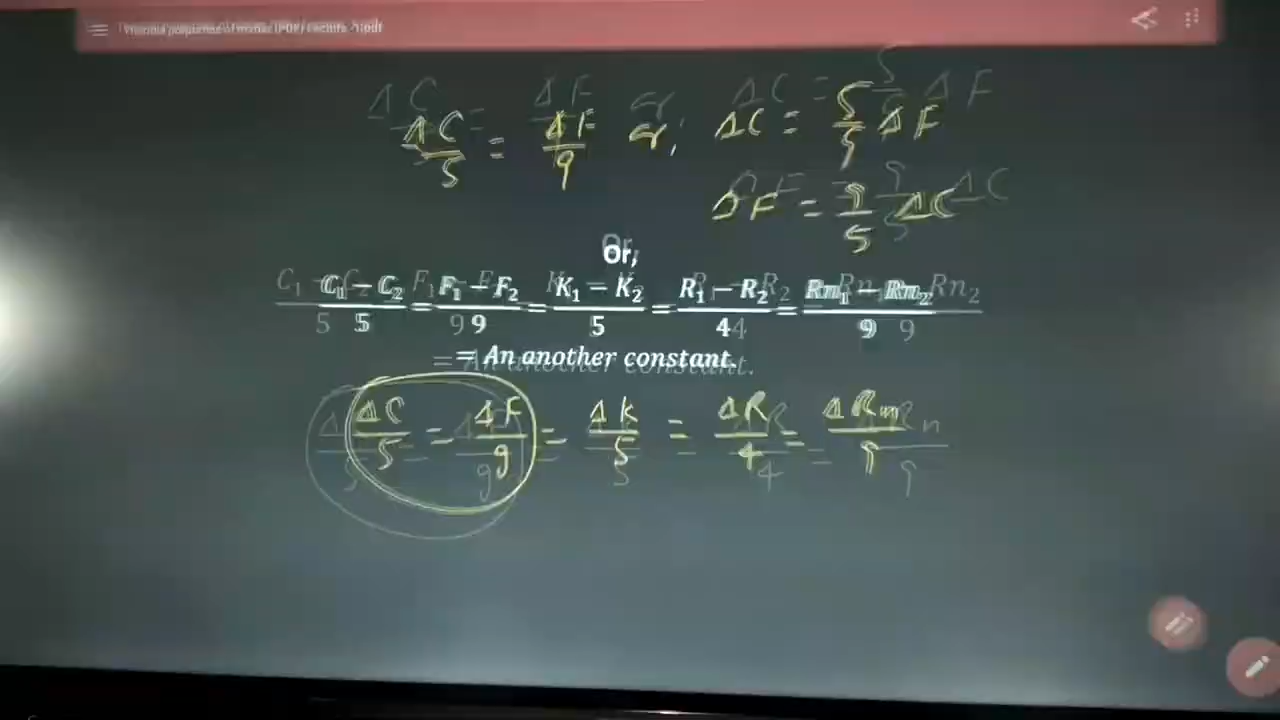 ΔC/5 = ΔF/9 or, ΔC = 5/9 ΔF
ΔF = 9/5 ΔC
Or,
C₁ − C₂/5 = F₁ − F₂/9 = K₁ − K₂/5 = R₁ − R₂/4 = Rn₁ − Rn₂/9
= An another constant.
ΔC/5 = ΔF/9 = ΔK/5 = ΔR/4 = ΔRn/9